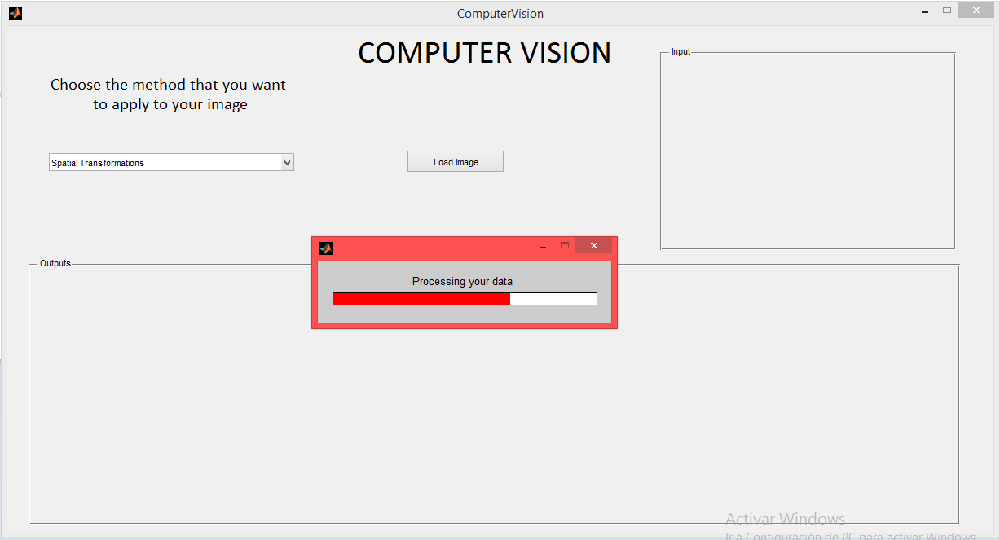 ComputerVision
COMPUTER VISION
Input
Choose the method that you want
to apply to your image
Spatial Transformations
Load image
Outputs
Processing your data
Activar Windows
Ir a Configuración de PC para activar Windows